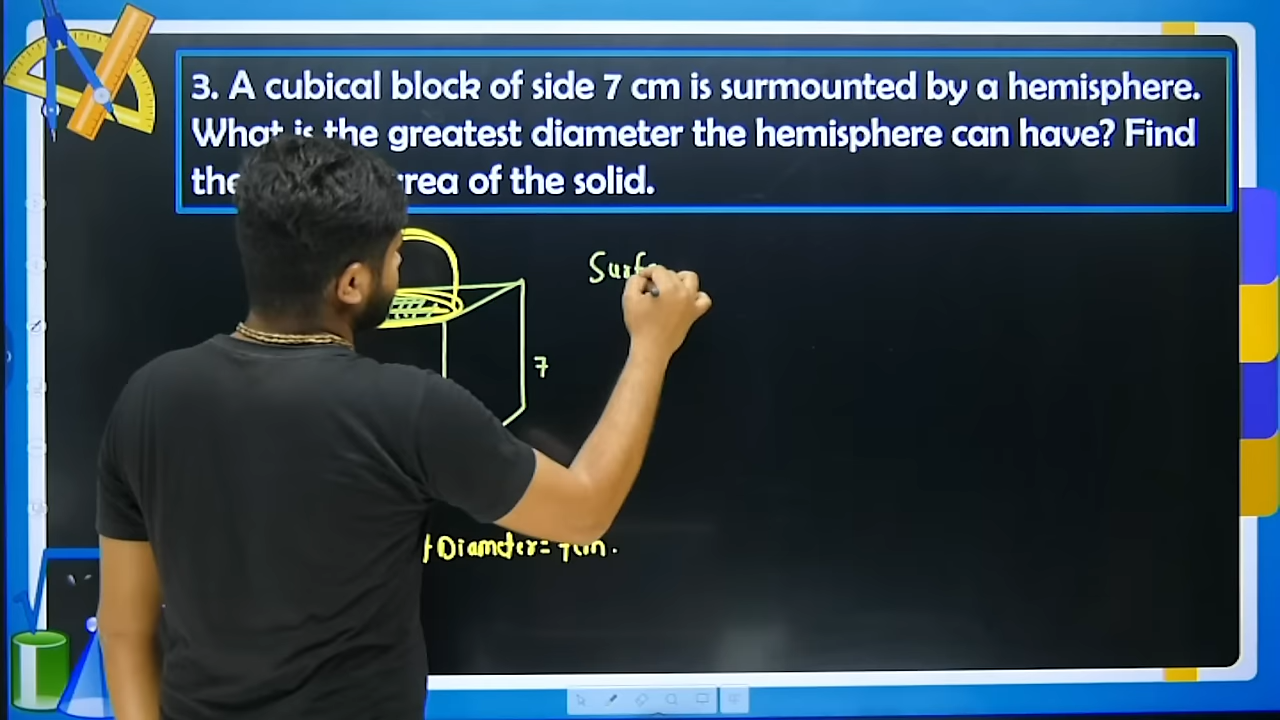 3. A cubical block of side 7 cm is surmounted by a hemisphere.
What is the greatest diameter the hemisphere can have? Find
the area of the solid.
Surfa
7
Diameter= 7cm.